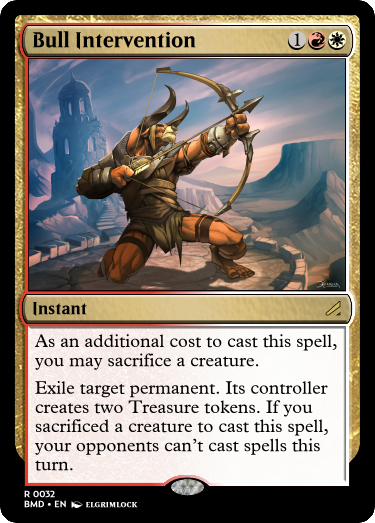 Bull Intervention 1
Instant
As an additional cost to cast this spell,
you may sacrifice a creature.
Exile target permanent. Its controller
creates two Treasure tokens. If you
sacrificed a creature to cast this spell,
your opponents can't cast spells this
turn.
R 0032
BMD • EN ELGRIMLOCK